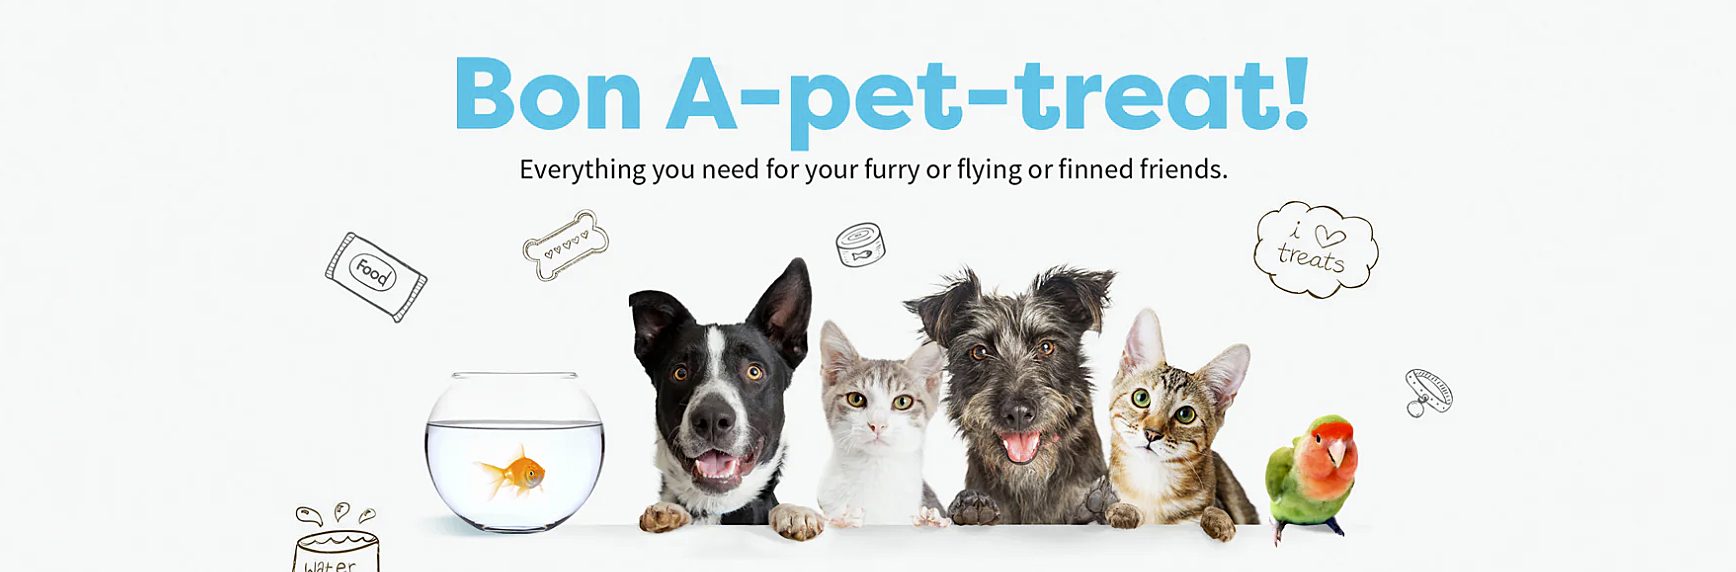 Bon A-pet-treat!
Everything you need for your furry or flying or finned friends.
i
treats
Food
water